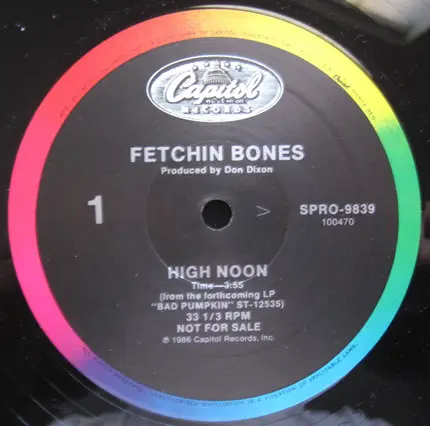 Capitol
FETCHIN BONES
Produced by Don Dixon
1
>
SPRO-9839
100470
HIGH NOON
Time—3:55
(from the forthcoming LP
"BAD PUMPKIN" ST-12535)
33 1/3 RPM
NOT FOR SALE
℗ 1986 Capitol Records, Inc.